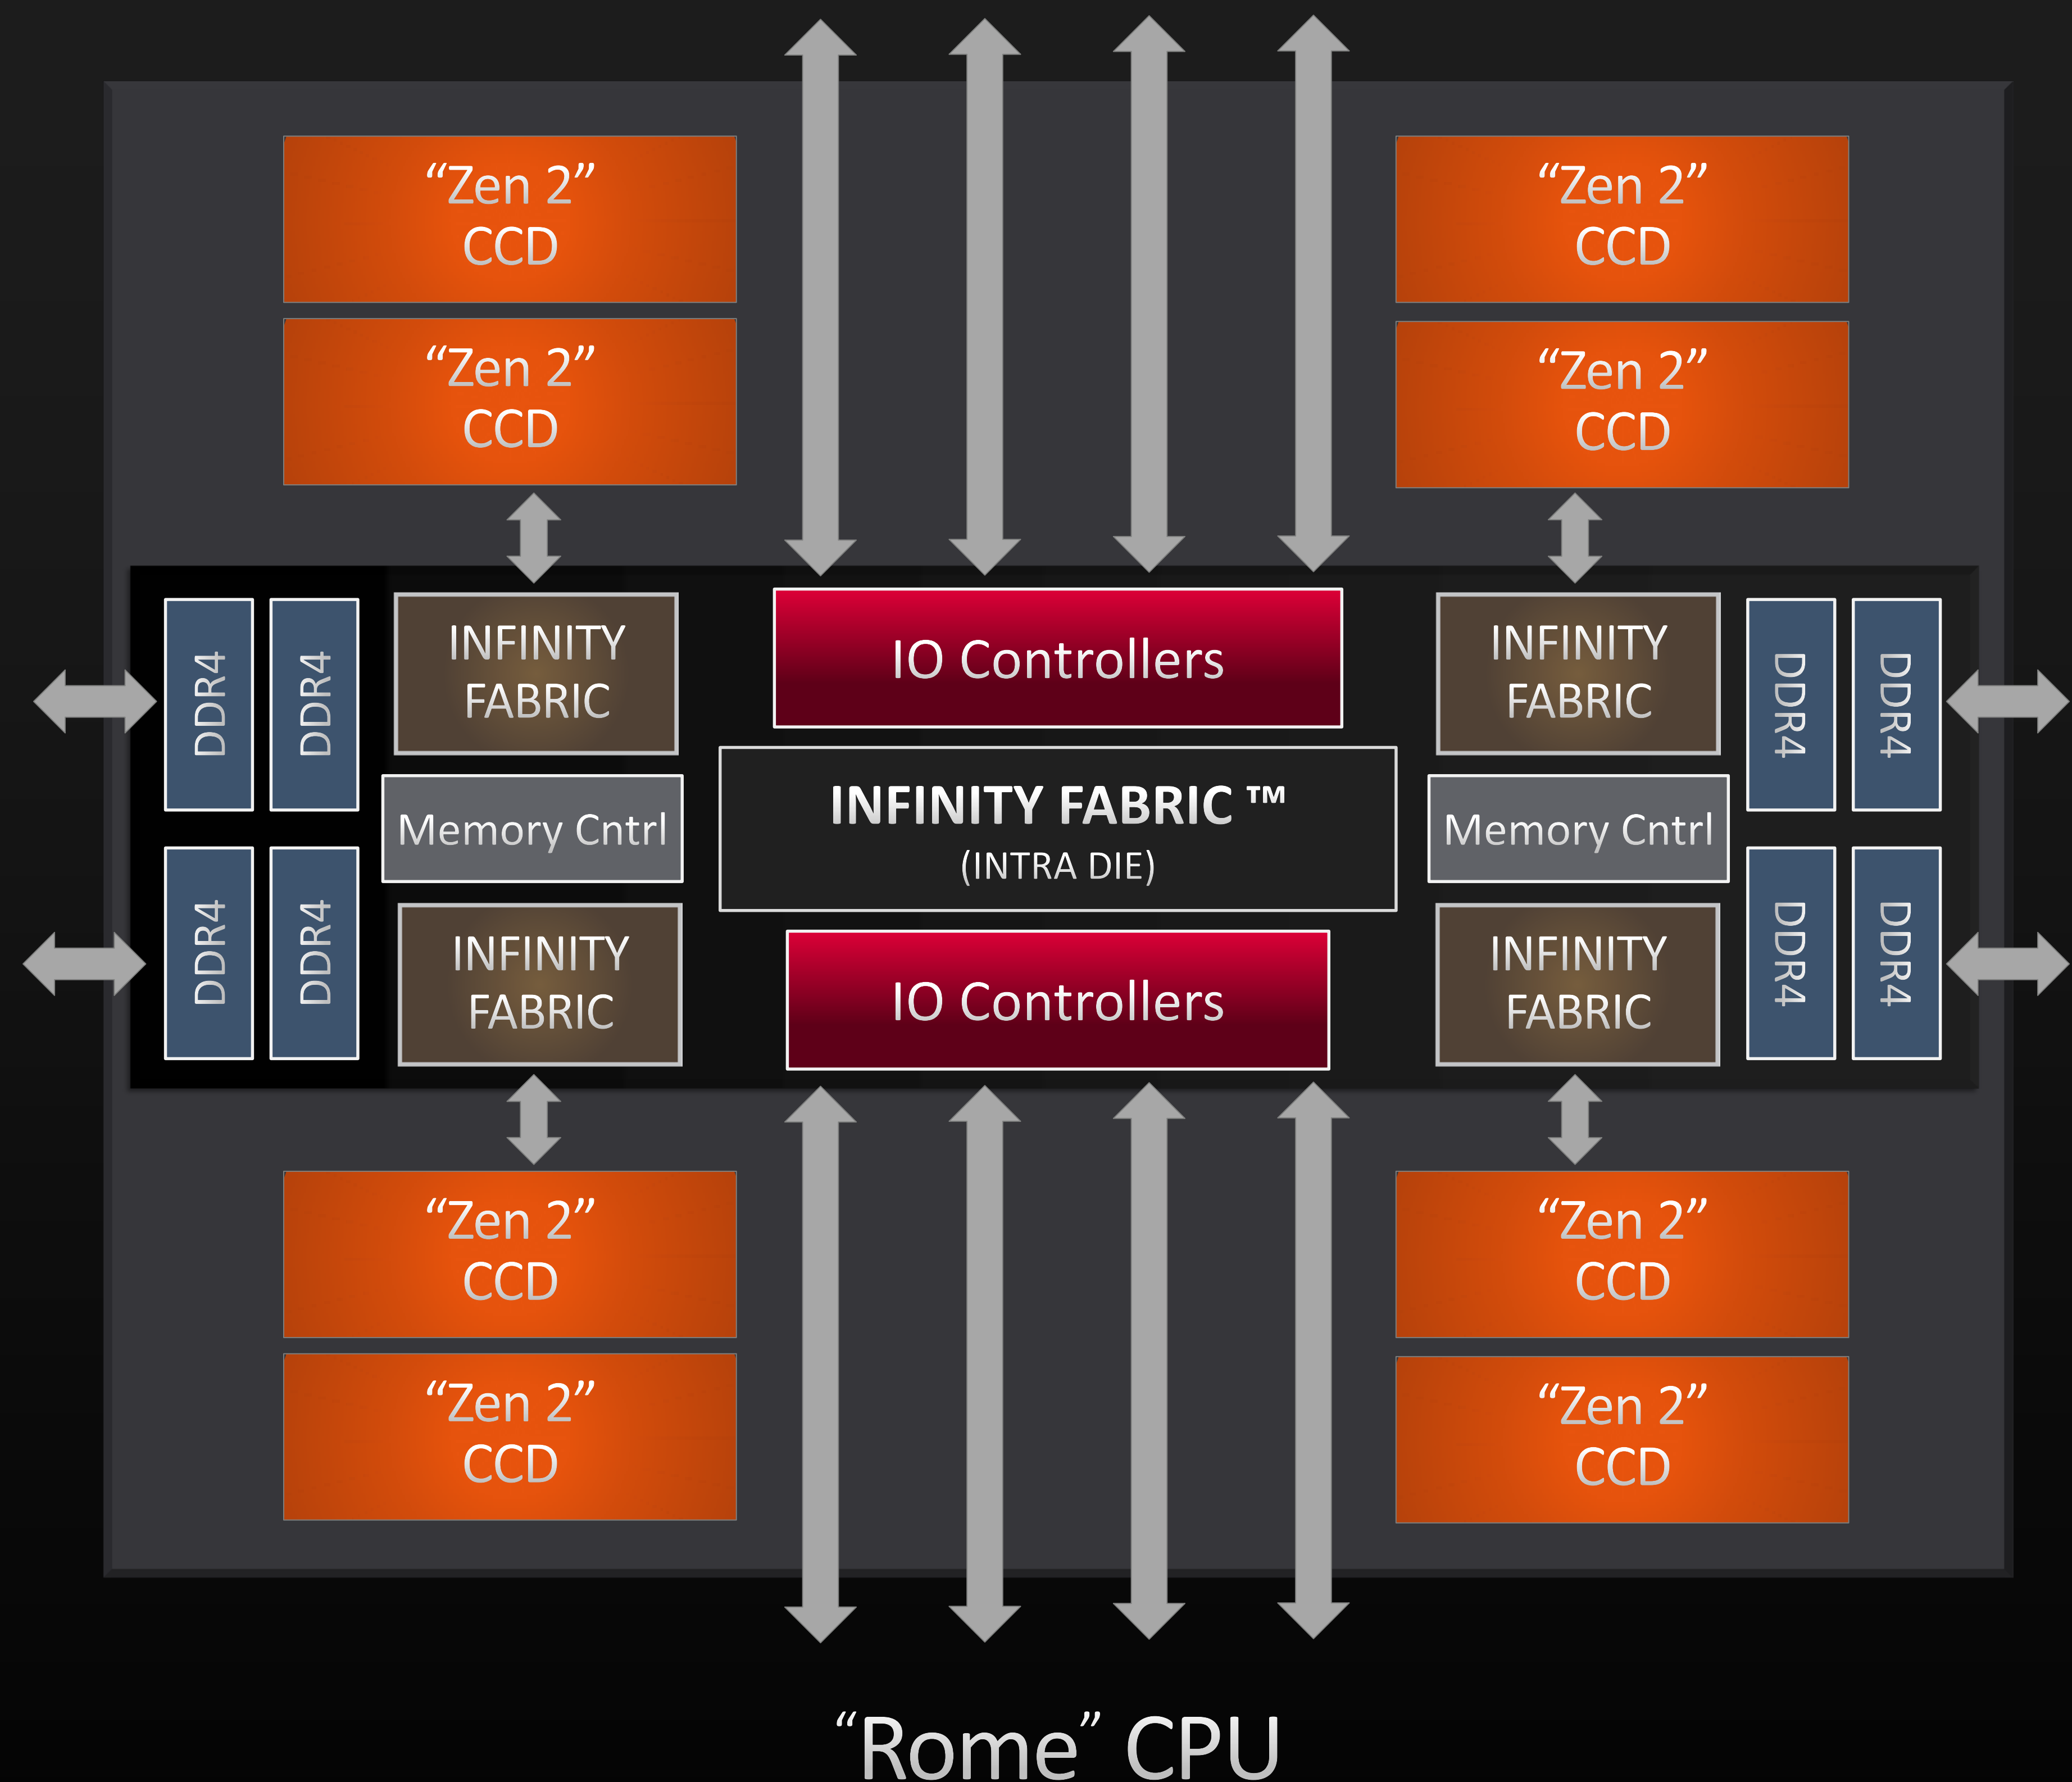 “Zen 2”
CCD
“Zen 2”
CCD
“Zen 2”
CCD
“Zen 2”
CCD
DDR4
DDR4
INFINITY
FABRIC
IO Controllers
INFINITY
FABRIC
DDR4
DDR4
Memory Cntrl
INFINITY FABRIC ™
(INTRA DIE)
Memory Cntrl
DDR4
DDR4
INFINITY
FABRIC
IO Controllers
INFINITY
FABRIC
DDR4
DDR4
“Zen 2”
CCD
“Zen 2”
CCD
“Zen 2”
CCD
“Zen 2”
CCD
“Rome” CPU